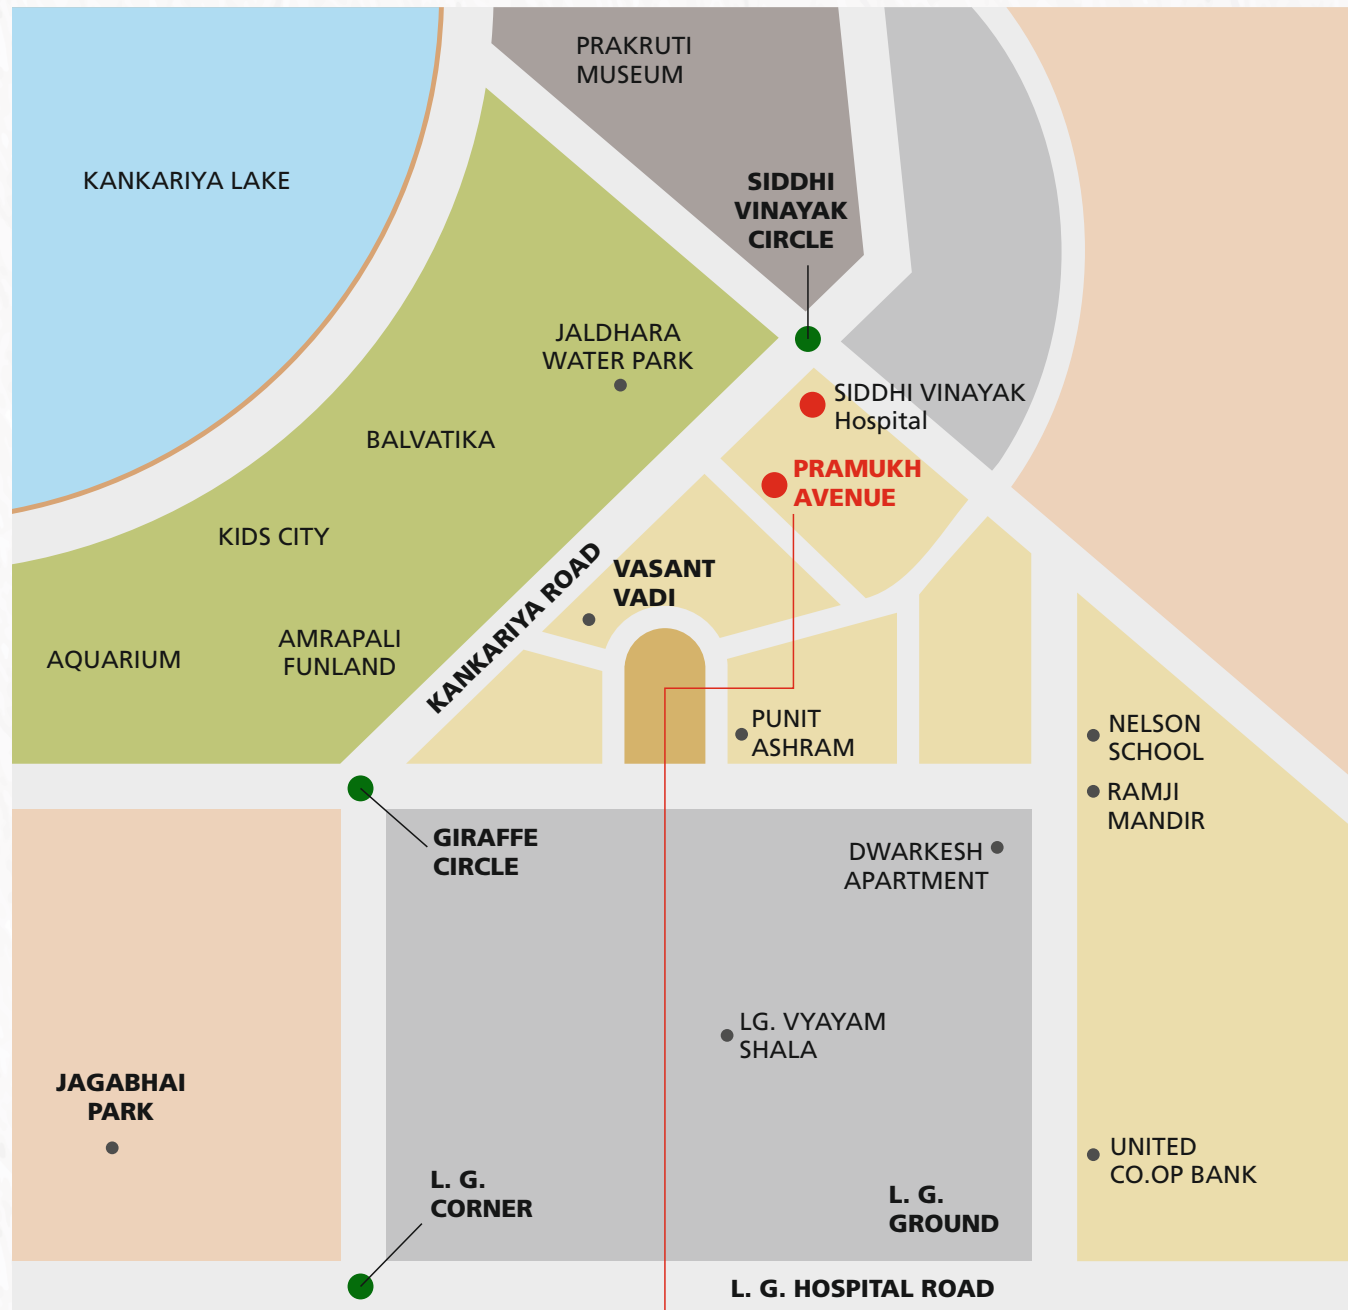 PRAKRUTI
MUSEUM
KANKARIYA LAKE
SIDDHI
VINAYAK
CIRCLE
JALDHARA
WATER PARK
SIDDHI VINAYAK
Hospital
BALVATIKA
PRAMUKH
AVENUE
KIDS CITY
KANKARIYA ROAD
VASANT
VADI
AQUARIUM
AMRAPALI
FUNLAND
PUNIT
ASHRAM
NELSON
SCHOOL
RAMJI
MANDIR
GIRAFFE
CIRCLE
DWARKESH
APARTMENT
LG. VYAYAM
SHALA
JAGABHAI
PARK
UNITED
CO.OP BANK
L. G.
CORNER
L. G.
GROUND
L. G. HOSPITAL ROAD